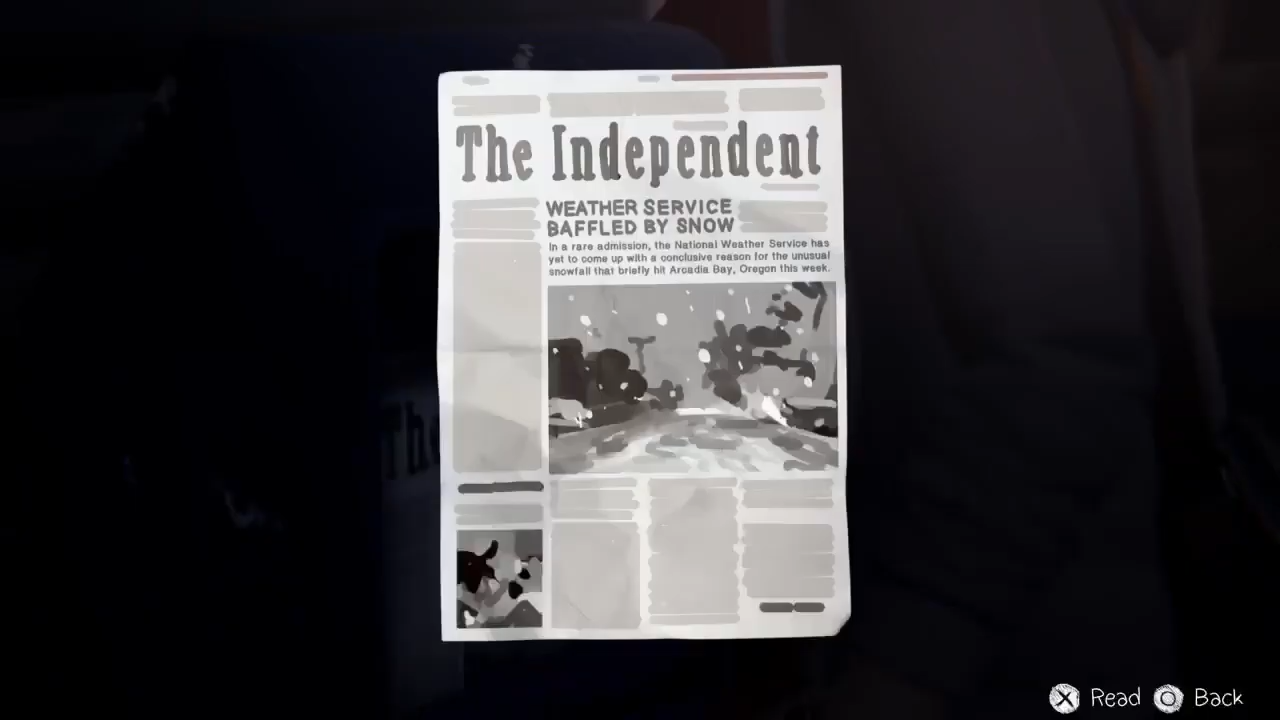 The Independent
WEATHER SERVICE
BAFFLED BY SNOW
In a rare admission, the National Weather Service has
yet to come up with a conclusive reason for the unusual
snowfall that briefly hit Arcadia Bay, Oregon this week.
The
Read Back